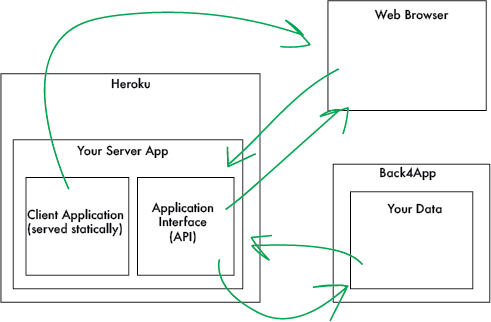 Web Browser
Heroku
Your Server App
Client Application
(served statically)
Application
Interface
(API)
Back4App
Your Data